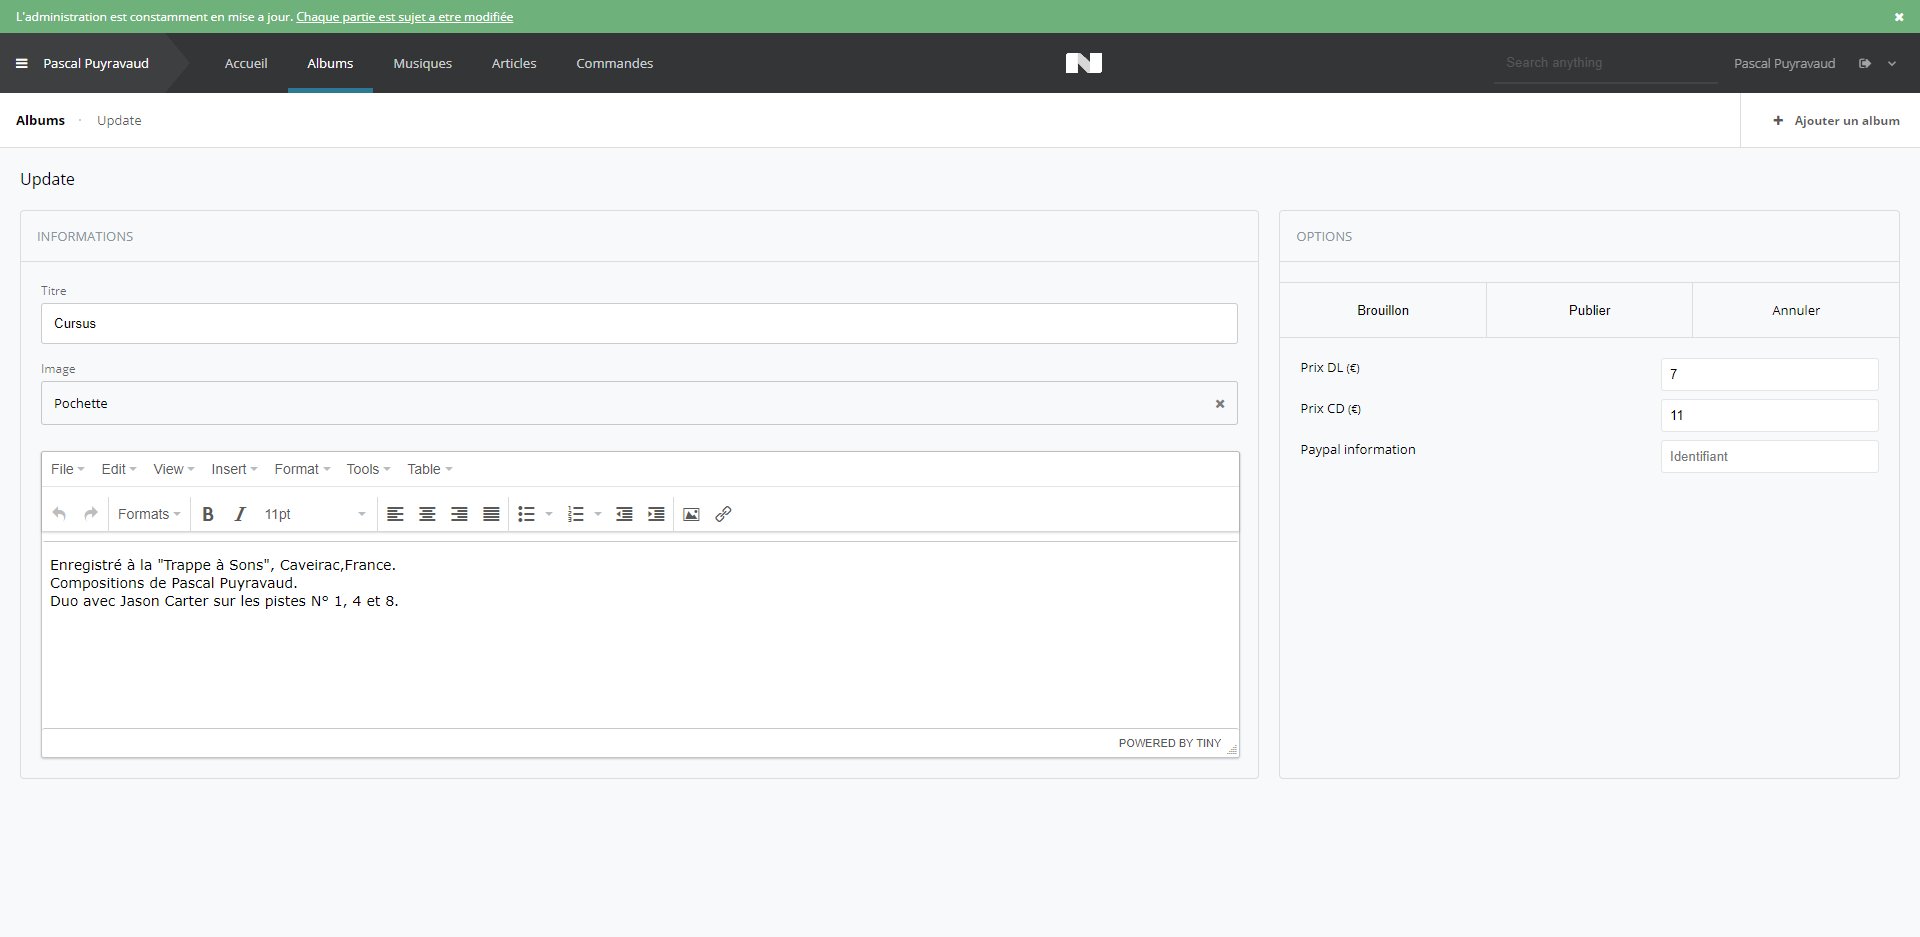 L'administration est constamment en mise a jour. Chaque partie est sujet a etre modifiée
Pascal Puyravaud
Accueil
Albums
Musiques
Articles
Commandes
Search anything
Pascal Puyravaud
Albums · Update
Ajouter un album
Update
INFORMATIONS
Titre
Cursus
Image
Pochette
File Edit View Insert Format Tools Table
Formats B I 11pt
Enregistré à la "Trappe à Sons", Caveirac,France.
Compositions de Pascal Puyravaud.
Duo avec Jason Carter sur les pistes N° 1, 4 et 8.
POWERED BY TINY
OPTIONS
Brouillon Publier Annuler
Prix DL (€) 7
Prix CD (€) 11
Paypal information Identifiant